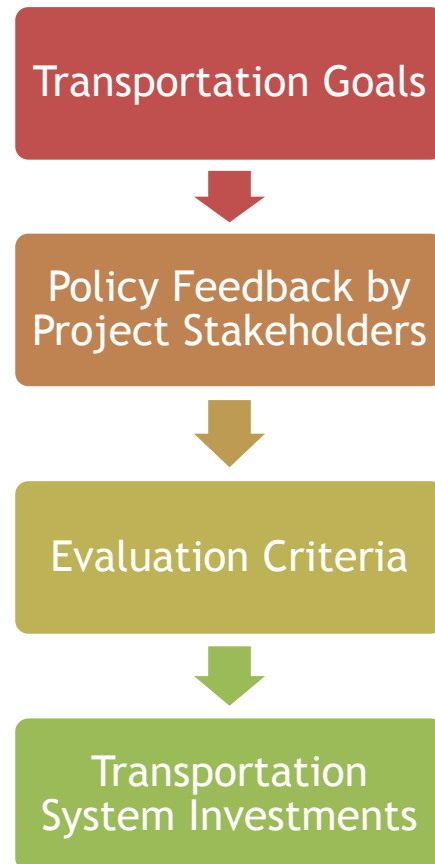 Transportation Goals
Policy Feedback by
Project Stakeholders
Evaluation Criteria
Transportation
System Investments